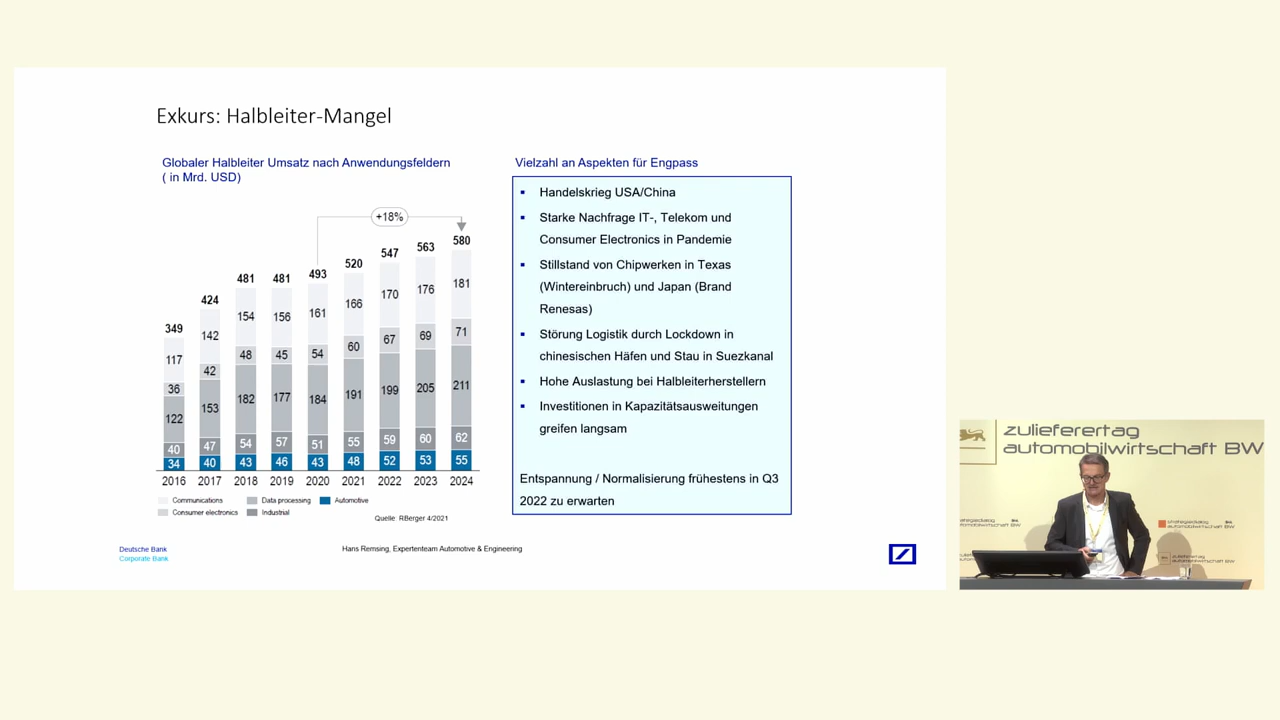 Exkurs: Halbleiter-Mangel
Globaler Halbleiter Umsatz nach Anwendungsfeldern
( in Mrd. USD)
+18%
349
424
481
481
493
520
547
563
580
117
142
154
156
161
166
170
176
181
36
42
48
45
54
60
67
69
71
122
153
182
177
184
191
199
205
211
40
47
54
57
51
55
59
60
62
34
40
43
46
43
48
52
53
55
2016 2017 2018 2019 2020 2021 2022 2023 2024
Communications
Data processing
Automotive
Consumer electronics
Industrial
Quelle: RBerger 4/2021
Vielzahl an Aspekten für Engpass
Handelskrieg USA/China
Starke Nachfrage IT-, Telekom und
Consumer Electronics in Pandemie
Stillstand von Chipwerken in Texas
(Wintereinbruch) und Japan (Brand
Renesas)
Störung Logistik durch Lockdown in
chinesischen Häfen und Stau in Suezkanal
Hohe Auslastung bei Halbleiterherstellern
Investitionen in Kapazitätsausweitungen
greifen langsam
Entspannung / Normalisierung frühestens in Q3
2022 zu erwarten
Deutsche Bank
Corporate Bank
Hans Remsing, Expertenteam Automotive & Engineering
zulieferertag
automobilwirtschaft BW
zulieferertag
automobilwirtschaft BW